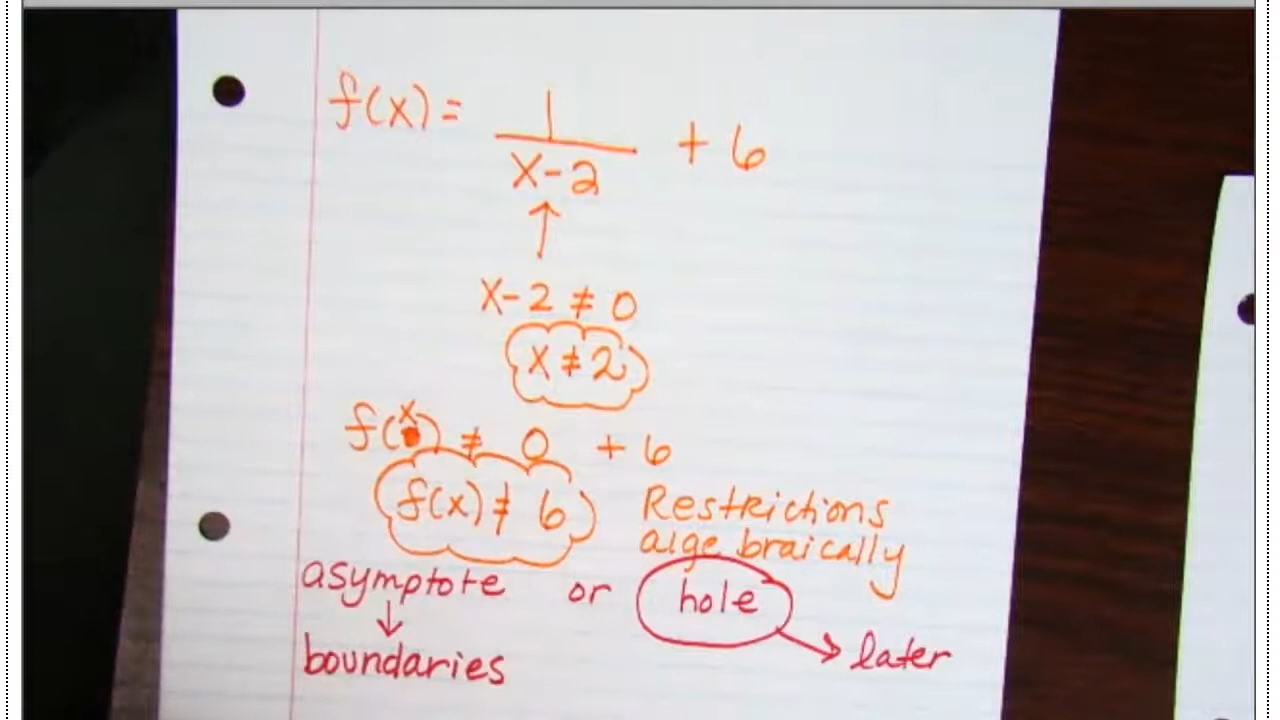 f(x) = 1/(x-2) + 6
↑
x-2 ≠ 0
x ≠ 2
f(x) ≠ 0 + 6
f(x) ≠ 6
Restrictions
algebraically
asymptote or hole → later
↓
boundaries